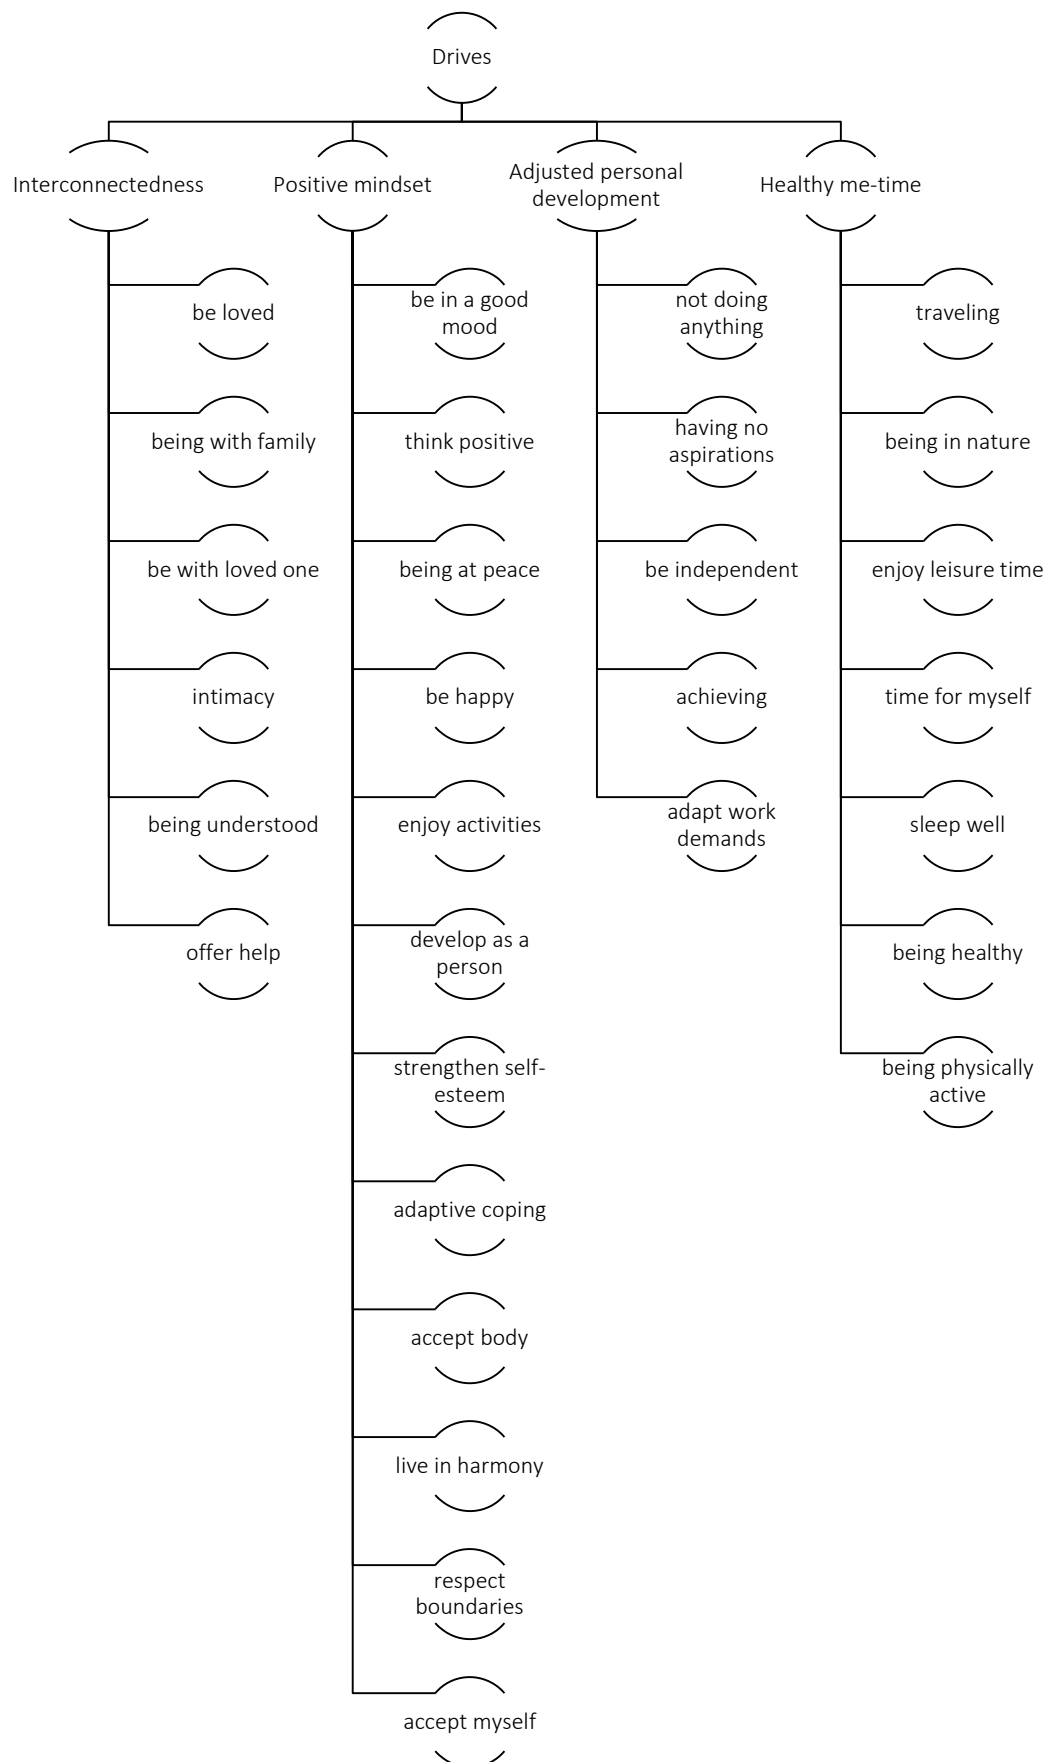 Drives
Interconnectedness
Positive mindset
Adjusted personal
development
Healthy me-time
be loved
being with family
be with loved one
intimacy
being understood
offer help
be in a good
mood
think positive
being at peace
be happy
enjoy activities
develop as a
person
strengthen self-
esteem
adaptive coping
accept body
live in harmony
respect
boundaries
accept myself
not doing
anything
having no
aspirations
be independent
achieving
adapt work
demands
traveling
being in nature
enjoy leisure time
time for myself
sleep well
being healthy
being physically
active